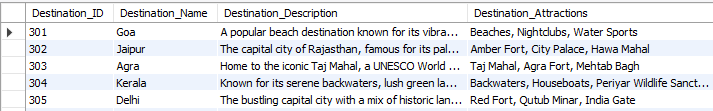 Destination_ID Destination_Name Destination_Description Destination_Attractions
301 Goa A popular beach destination known for its vibra... Beaches, Nightclubs, Water Sports
302 Jaipur The capital city of Rajasthan, famous for its pal... Amber Fort, City Palace, Hawa Mahal
303 Agra Home to the iconic Taj Mahal, a UNESCO World ... Taj Mahal, Agra Fort, Mehtab Bagh
304 Kerala Known for its serene backwaters, lush green la... Backwaters, Houseboats, Periyar Wildlife Sanct...
305 Delhi The bustling capital city with a mix of historic lan... Red Fort, Qutub Minar, India Gate